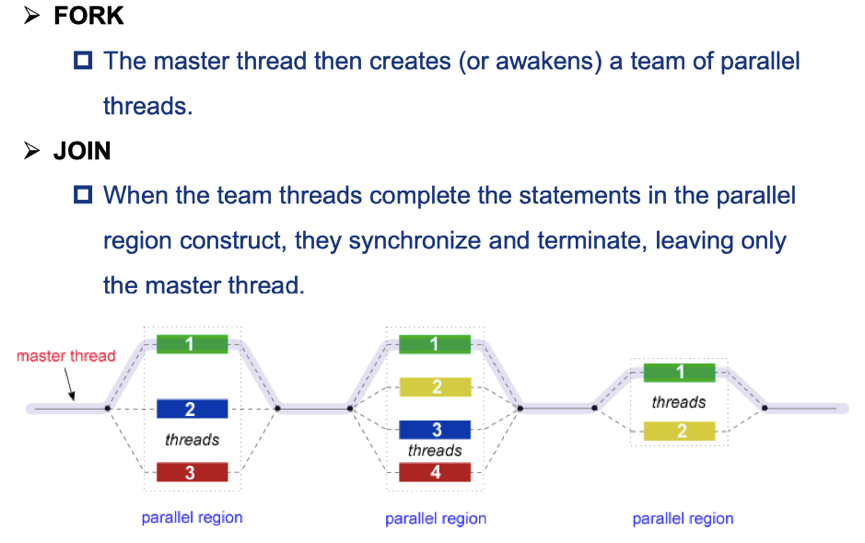 ➢ FORK
The master thread then creates (or awakens) a team of parallel
threads.
➢ JOIN
When the team threads complete the statements in the parallel
region construct, they synchronize and terminate, leaving only
the master thread.
master thread
1
2
threads
3
parallel region
1
2
3
threads
4
parallel region
1
threads
2
parallel region